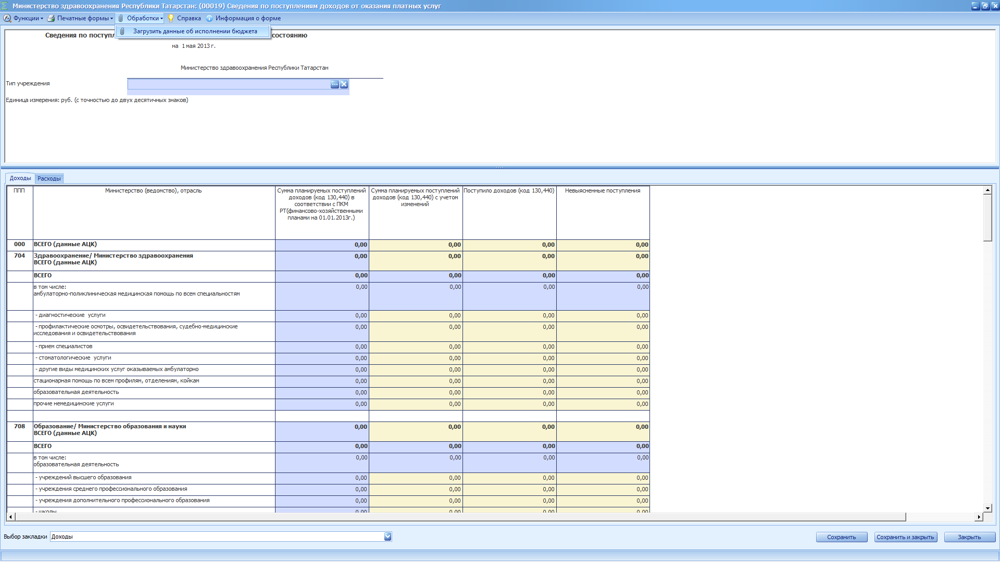 Министерство здравоохранения Республики Татарстан: (00019) Сведения по поступлениям доходов от оказания платных услуг
Функции Печатные формы Обработки Справка Информация о форме
Загрузить данные об исполнении бюджета
Сведения по поступл состоянию
на 1 мая 2013 г.
Министерство здравоохранения Республики Татарстан
Тип учреждения
Единица измерения: руб. (с точностью до двух десятичных знаков)
Доходы Расходы
ППП
Министерство (ведомство), отрасль
Сумма планируемых поступлений
доходов (код 130,440) в
соответствии с ПКМ
РТ(финансово-хозяйственными
планами на 01.01.2013г.)
Сумма планируемых поступлений
доходов (код 130,440) с учетом
изменений
Поступило доходов (код 130,440)
Невыясненные поступления
000 ВСЕГО (данные АЦК) 0,00 0,00 0,00 0,00
704 Здравоохранение/ Министерство здравоохранения 0,00 0,00 0,00 0,00
ВСЕГО (данные АЦК)
ВСЕГО 0,00 0,00 0,00 0,00
в том числе: 0,00 0,00 0,00 0,00
амбулаторно-поликлиническая медицинская помощь по всем специальностям
- диагностические услуги 0,00 0,00 0,00 0,00
- профилактические осмотры, освидетельствования, судебно-медицинские 0,00 0,00 0,00 0,00
исследования и освидетельствования
- прием специалистов 0,00 0,00 0,00 0,00
- стоматологические услуги 0,00 0,00 0,00 0,00
- другие виды медицинских услуг оказываемых амбулаторно 0,00 0,00 0,00 0,00
стационарная помощь по всем профилям, отделениям, койкам 0,00 0,00 0,00 0,00
образовательная деятельность 0,00 0,00 0,00 0,00
прочие немедицинские услуги 0,00 0,00 0,00 0,00
708 Образование/ Министерство образования и науки 0,00 0,00 0,00 0,00
ВСЕГО (данные АЦК)
ВСЕГО 0,00 0,00 0,00 0,00
в том числе: 0,00 0,00 0,00 0,00
образовательная деятельность
- учреждений высшего образования 0,00 0,00 0,00 0,00
- учреждения среднего профессионального образования 0,00 0,00 0,00 0,00
- учреждения дополнительного профессионального образования 0,00 0,00 0,00 0,00
- школы 0,00 0,00 0,00 0,00
Выбор закладки Доходы Сохранить Сохранить и закрыть Закрыть